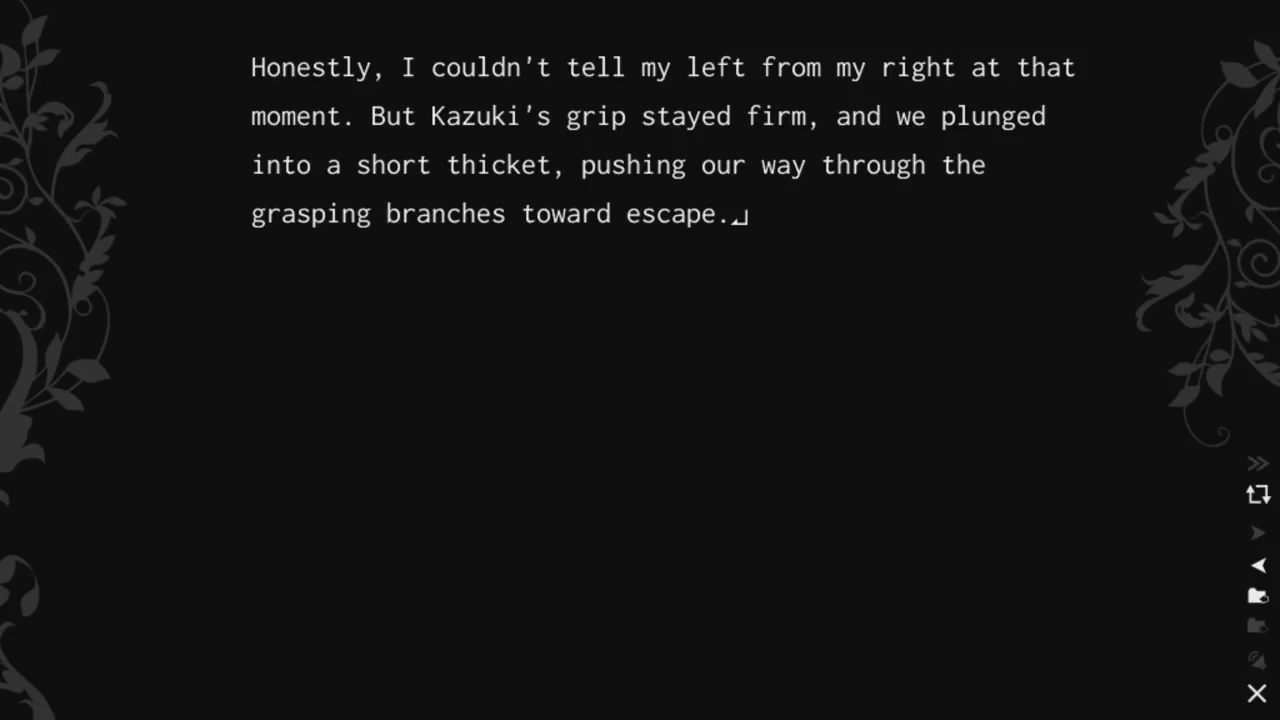 Honestly, I couldn't tell my left from my right at that
moment. But Kazuki's grip stayed firm, and we plunged
into a short thicket, pushing our way through the
grasping branches toward escape.